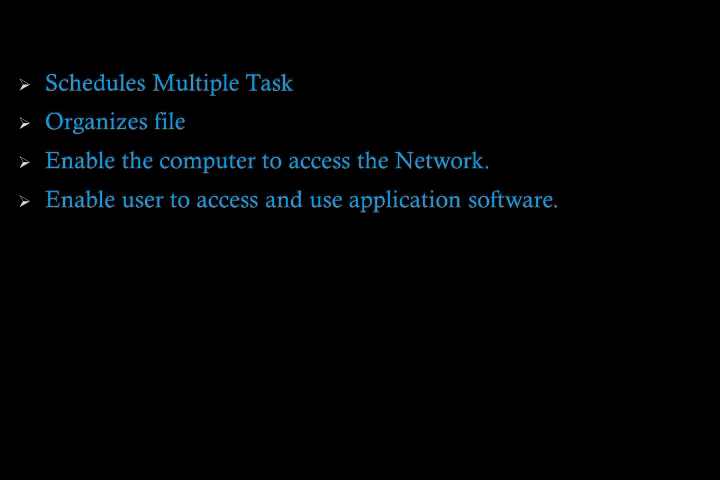 ➢ Schedules Multiple Task
➢ Organizes file
➢ Enable the computer to access the Network.
➢ Enable user to access and use application software.